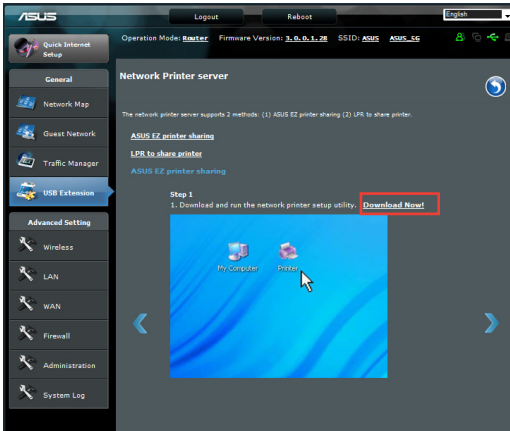 ASUS
Logout
Reboot
English
Quick Internet
Setup
Operation Mode: Router Firmware Version: 3.0.0.1.28 SSID: ASUS ASUS_5G
General
Network Map
Guest Network
Traffic Manager
USB Extension
Advanced Setting
Wireless
LAN
WAN
Firewall
Administration
System Log
Network Printer server
The network printer server supports 2 methods: (1) ASUS EZ printer sharing (2) LPR to share printer.
ASUS EZ printer sharing
LPR to share printer
ASUS EZ printer sharing
Step 1
1. Download and run the network printer setup utility. Download Now!
My Computer
Printer